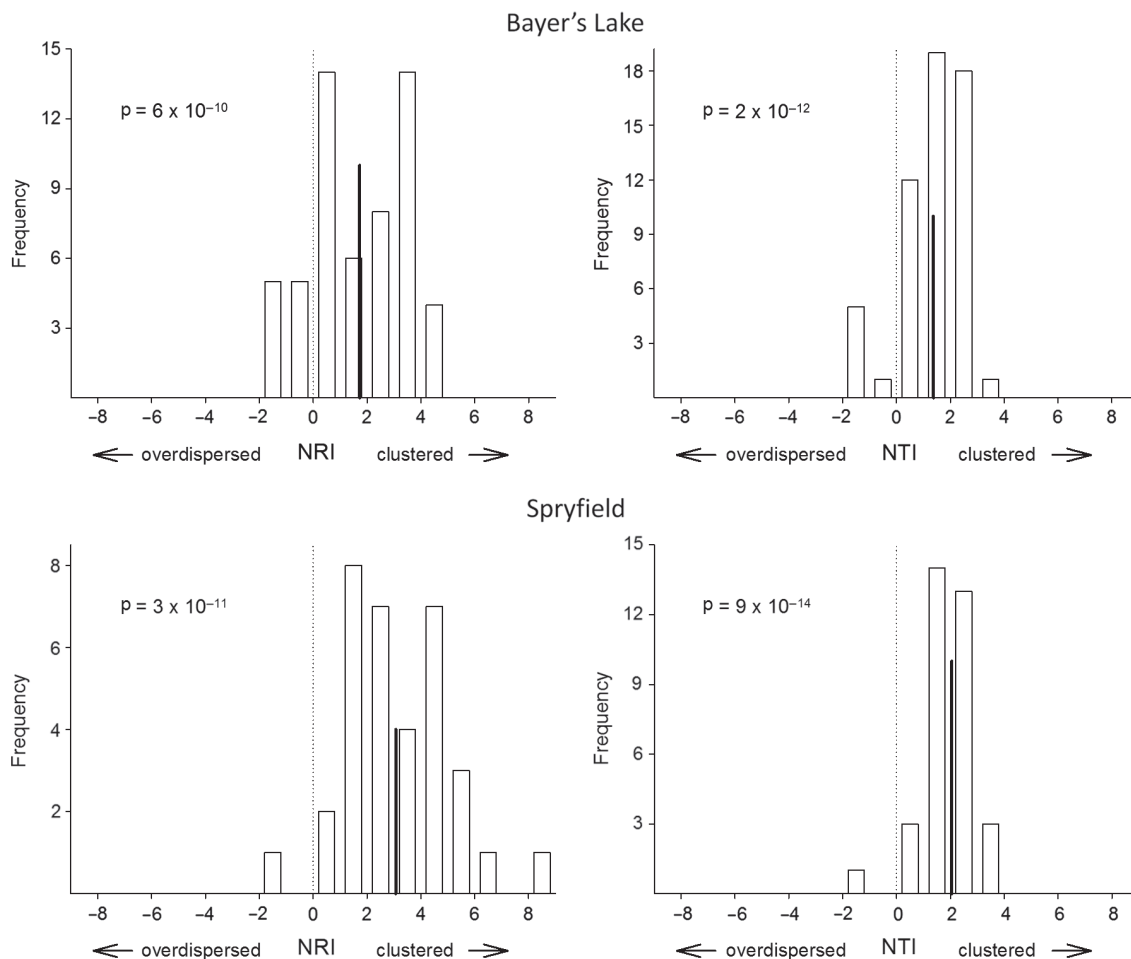 Bayer’s Lake
15
12
9
6
3
Frequency
p = 6 x 10⁻¹⁰
−8 −6 −4 −2 0 2 4 6 8
overdispersed NRI clustered
18
15
12
9
6
3
Frequency
p = 2 x 10⁻¹²
−8 −6 −4 −2 0 2 4 6 8
overdispersed NTI clustered
Spryfield
8
6
4
2
Frequency
p = 3 x 10⁻¹¹
−8 −6 −4 −2 0 2 4 6 8
overdispersed NRI clustered
15
12
9
6
3
Frequency
p = 9 x 10⁻¹⁴
−8 −6 −4 −2 0 2 4 6 8
overdispersed NTI clustered